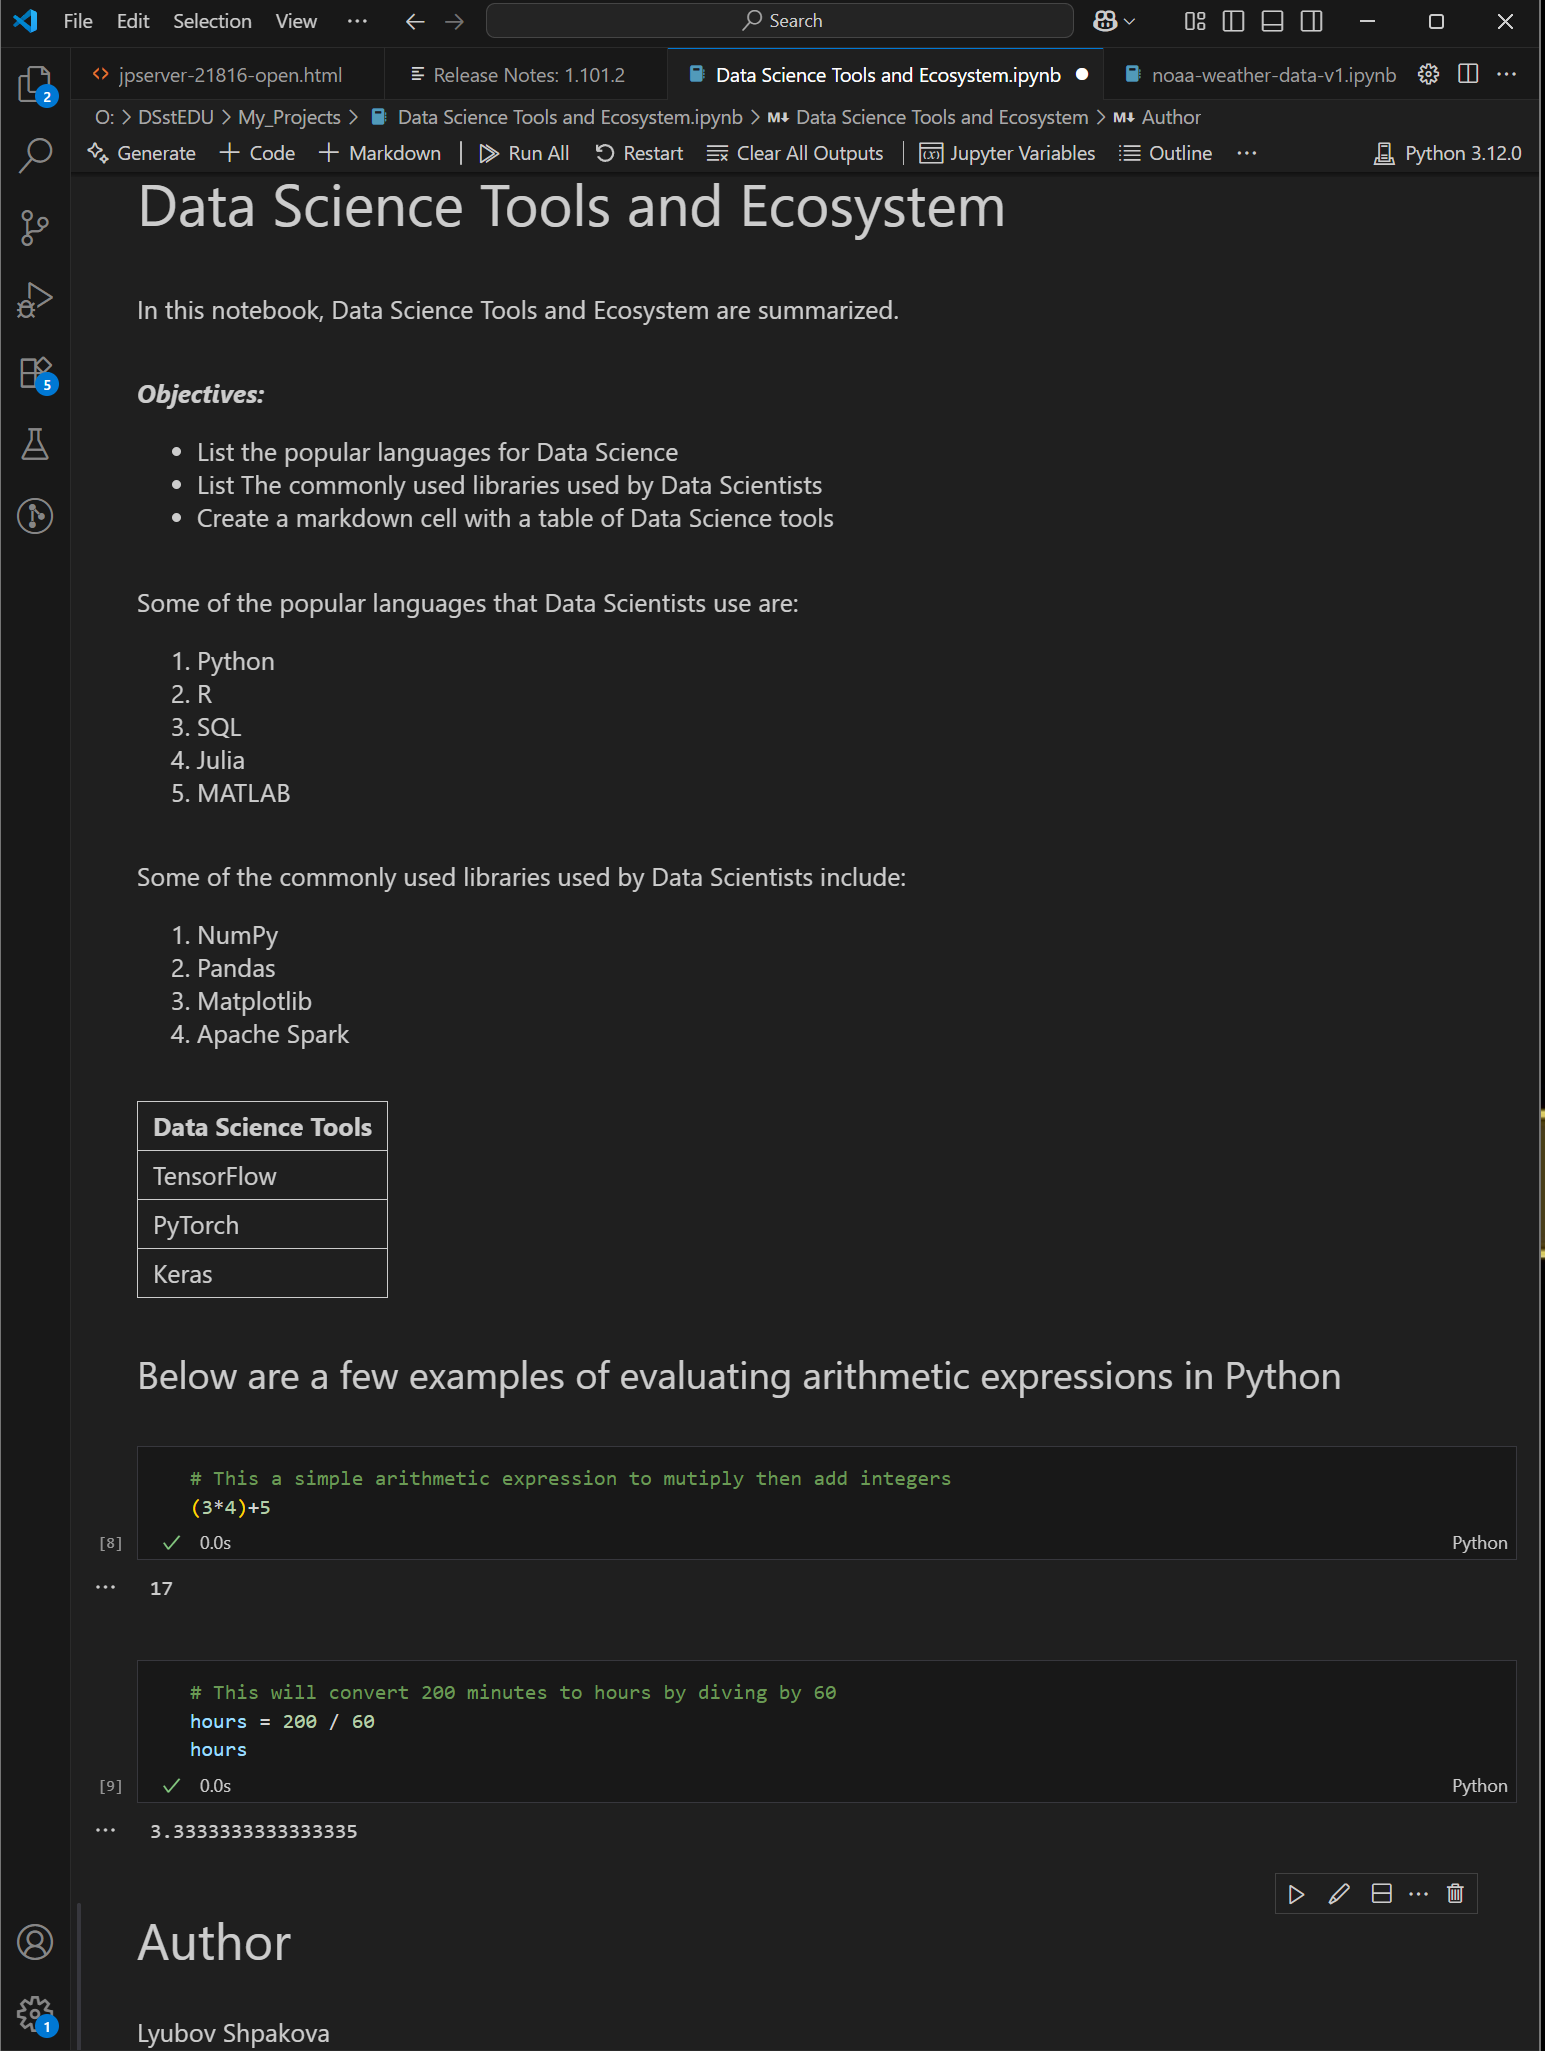 File Edit Selection View ··· Search
jpserver-21816-open.html Release Notes: 1.101.2 Data Science Tools and Ecosystem.ipynb noaa-weather-data-v1.ipynb ···
O: > DSstEDU > My_Projects > Data Science Tools and Ecosystem.ipynb > M↓ Data Science Tools and Ecosystem > M↓ Author
Generate + Code + Markdown | Run All Restart Clear All Outputs | (x) Jupyter Variables Outline ··· Python 3.12.0
2
5
1
Data Science Tools and Ecosystem
In this notebook, Data Science Tools and Ecosystem are summarized.
Objectives:
• List the popular languages for Data Science
• List The commonly used libraries used by Data Scientists
• Create a markdown cell with a table of Data Science tools
Some of the popular languages that Data Scientists use are:
1. Python
2. R
3. SQL
4. Julia
5. MATLAB
Some of the commonly used libraries used by Data Scientists include:
1. NumPy
2. Pandas
3. Matplotlib
4. Apache Spark
Data Science Tools
TensorFlow
PyTorch
Keras
Below are a few examples of evaluating arithmetic expressions in Python
# This a simple arithmetic expression to mutiply then add integers
(3*4)+5
[8] ✓ 0.0s Python
··· 17
# This will convert 200 minutes to hours by diving by 60
hours = 200 / 60
hours
[9] ✓ 0.0s Python
··· 3.3333333333333335
···
Author
Lyubov Shpakova